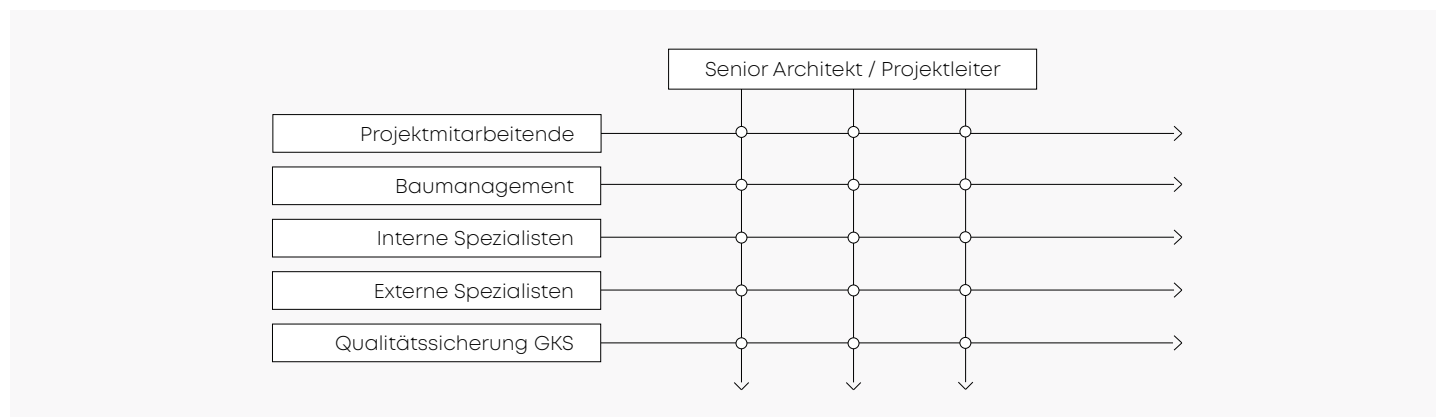 Senior Architekt / Projektleiter
Projektmitarbeitende
Baumanagement
Interne Spezialisten
Externe Spezialisten
Qualitätssicherung GKS